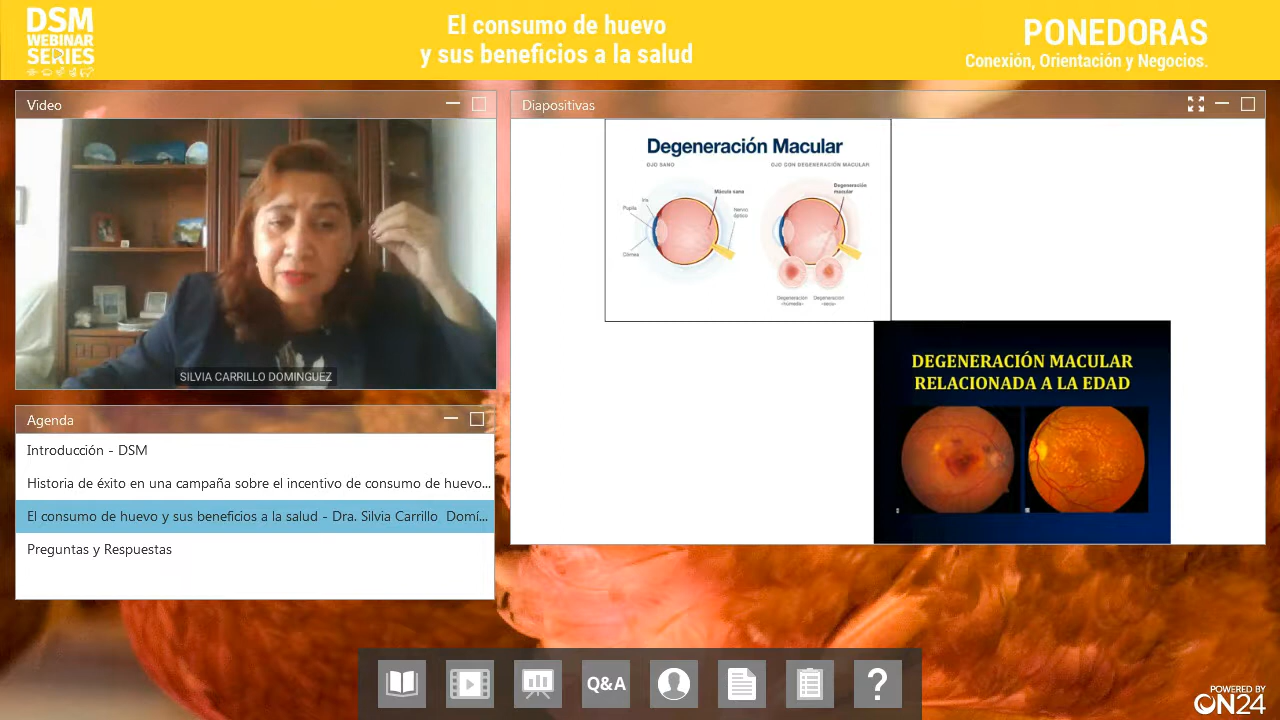 DSM
WEBINAR
SERIES
El consumo de huevo
y sus beneficios a la salud
PONEDORAS
Conexión, Orientación y Negocios.
Video
SILVIA CARRILLO DOMINGUEZ
Agenda
Introducción - DSM
Historia de éxito en una campaña sobre el incentivo de consumo de huevo...
El consumo de huevo y sus beneficios a la salud - Dra. Silvia Carrillo Domí...
Preguntas y Respuestas
Diapositivas
Degeneración Macular
OJO SANO
OJO CON DEGENERACIÓN MACULAR
Mácula sana
Iris
Pupila
Nervio
óptico
Córnea
Degeneración
macular
Degeneración
«húmeda»
Degeneración
«seca»
DEGENERACIÓN MACULAR
RELACIONADA A LA EDAD
Q&A
?
POWERED BY
ON24